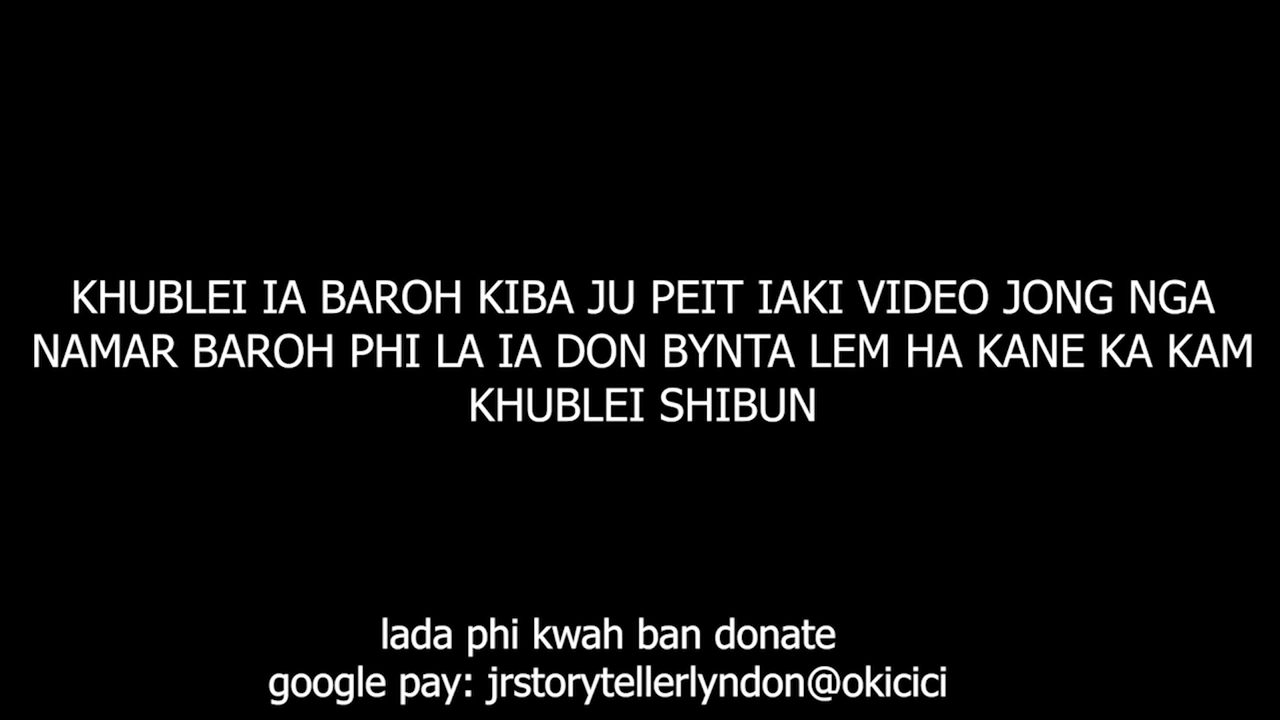 KHUBLEI IA BAROH KIBA JU PEIT IAKI VIDEO JONG NGA
NAMAR BAROH PHI LA IA DON BYNTA LEM HA KANE KA KAM
KHUBLEI SHIBUN
lada phi kwah ban donate
google pay: jrstorytellerlyndon@okicici